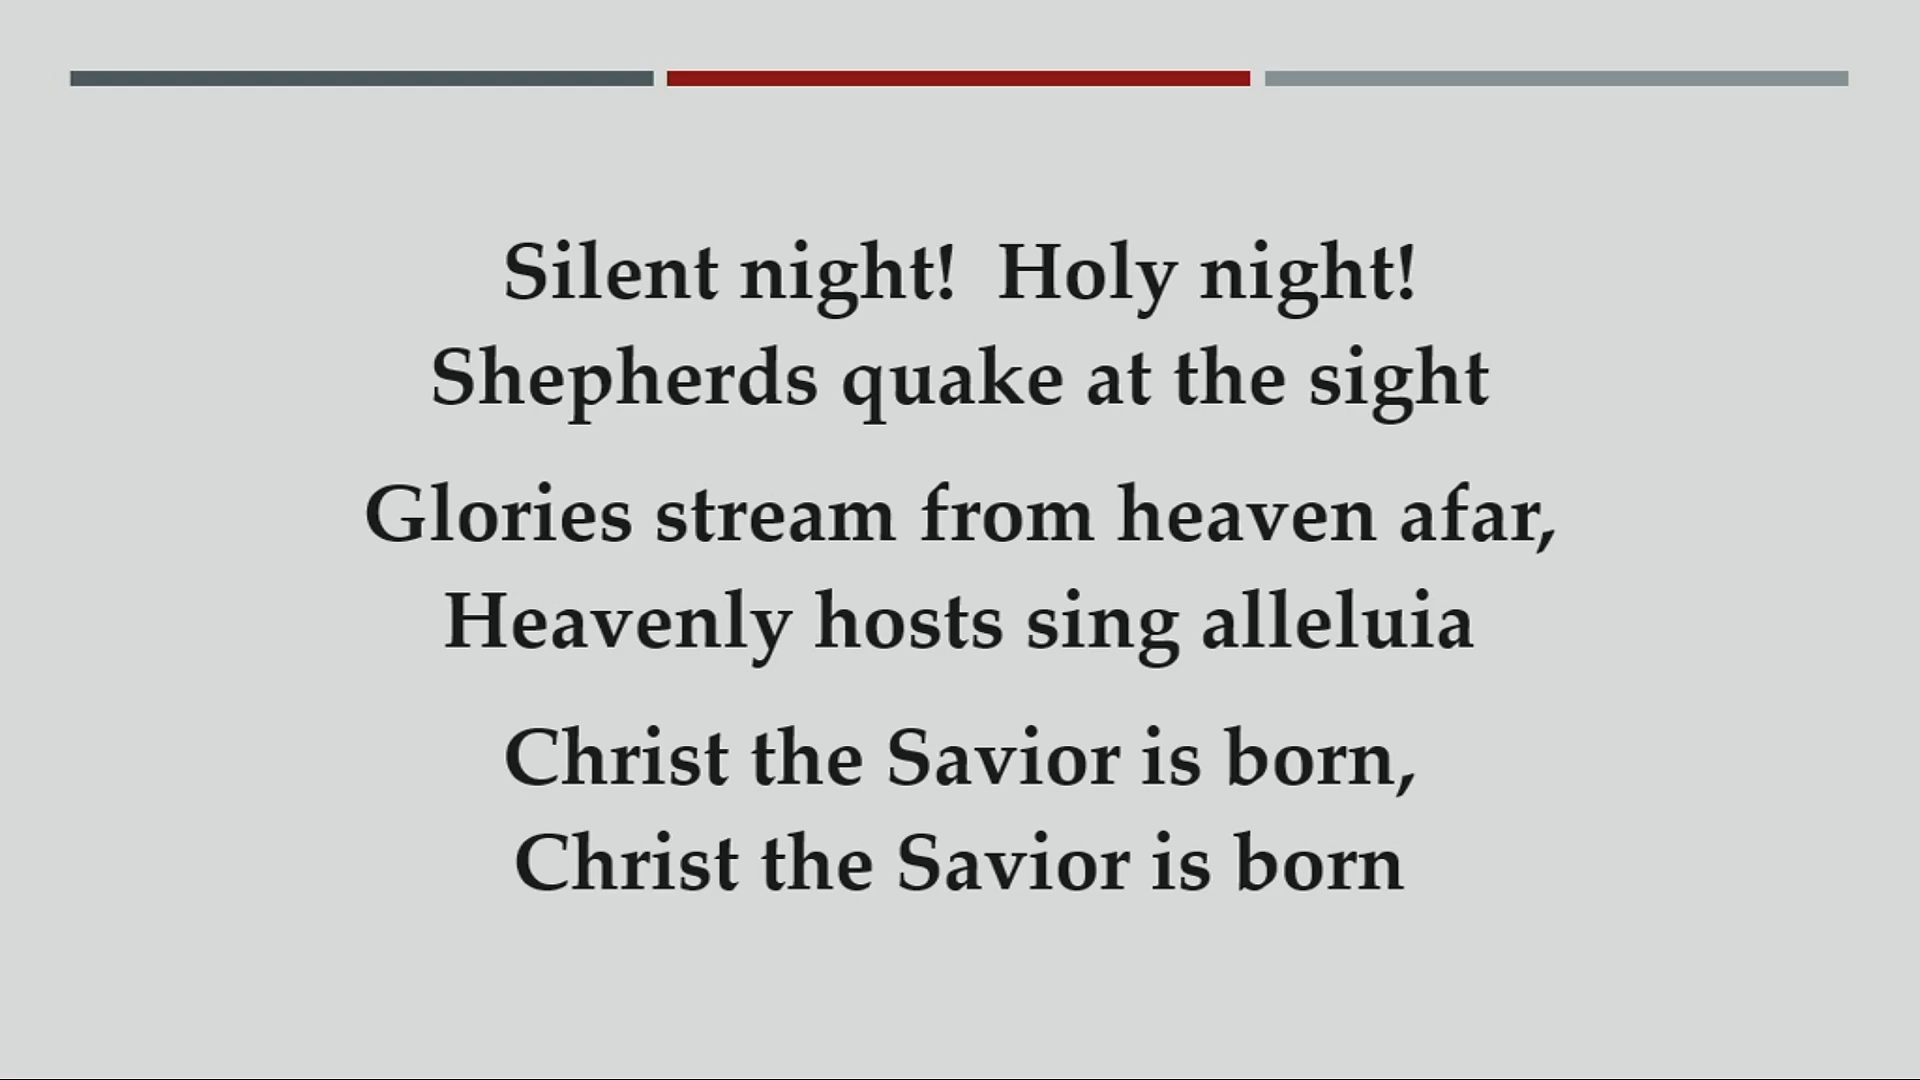 Silent night!  Holy night!
Shepherds quake at the sight
Glories stream from heaven afar,
Heavenly hosts sing alleluia
Christ the Savior is born,
Christ the Savior is born